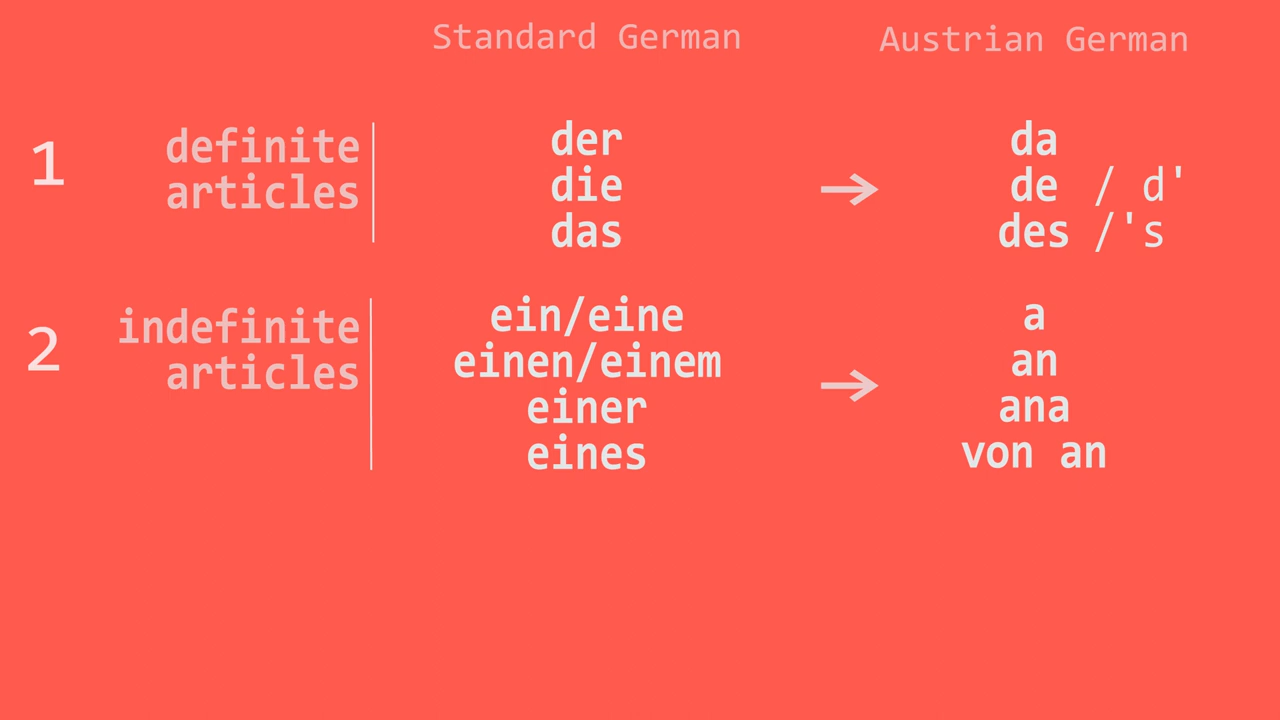 Standard German Austrian German
1 definite articles
der → da
die de / d'
das des /'s
2 indefinite articles
ein/eine a
einen/einem → an
einer ana
eines von an